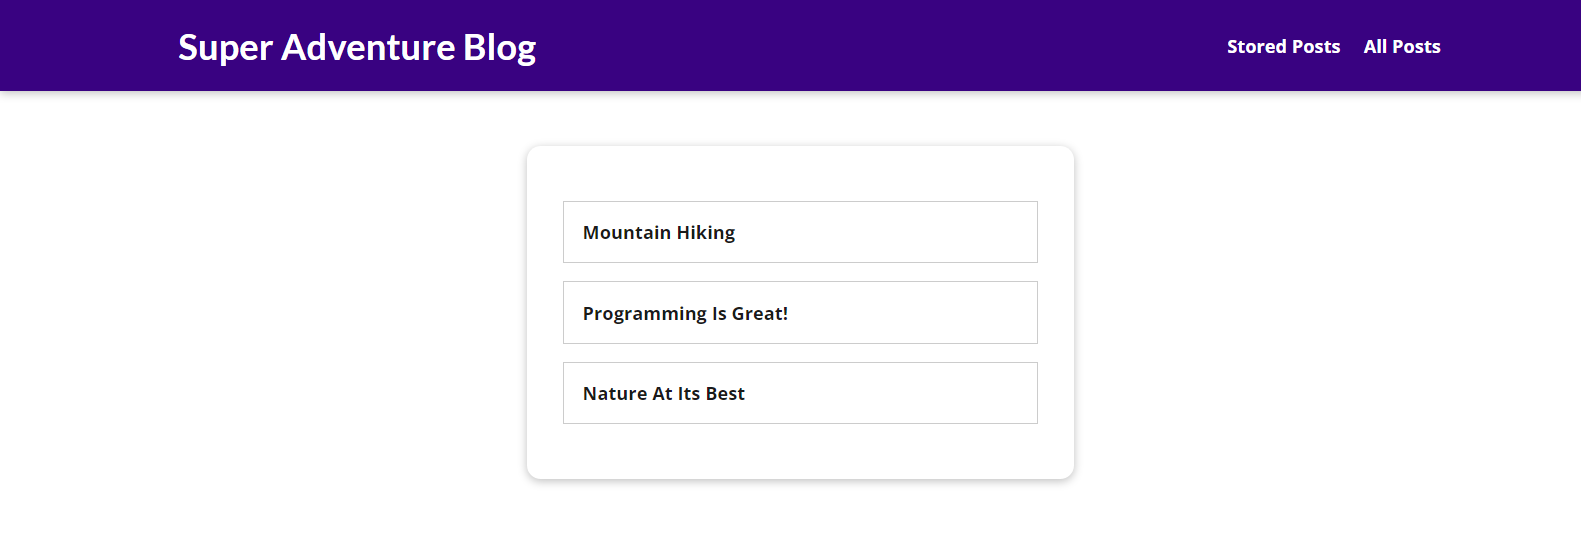 Super Adventure Blog
Stored Posts All Posts
Mountain Hiking
Programming Is Great!
Nature At Its Best